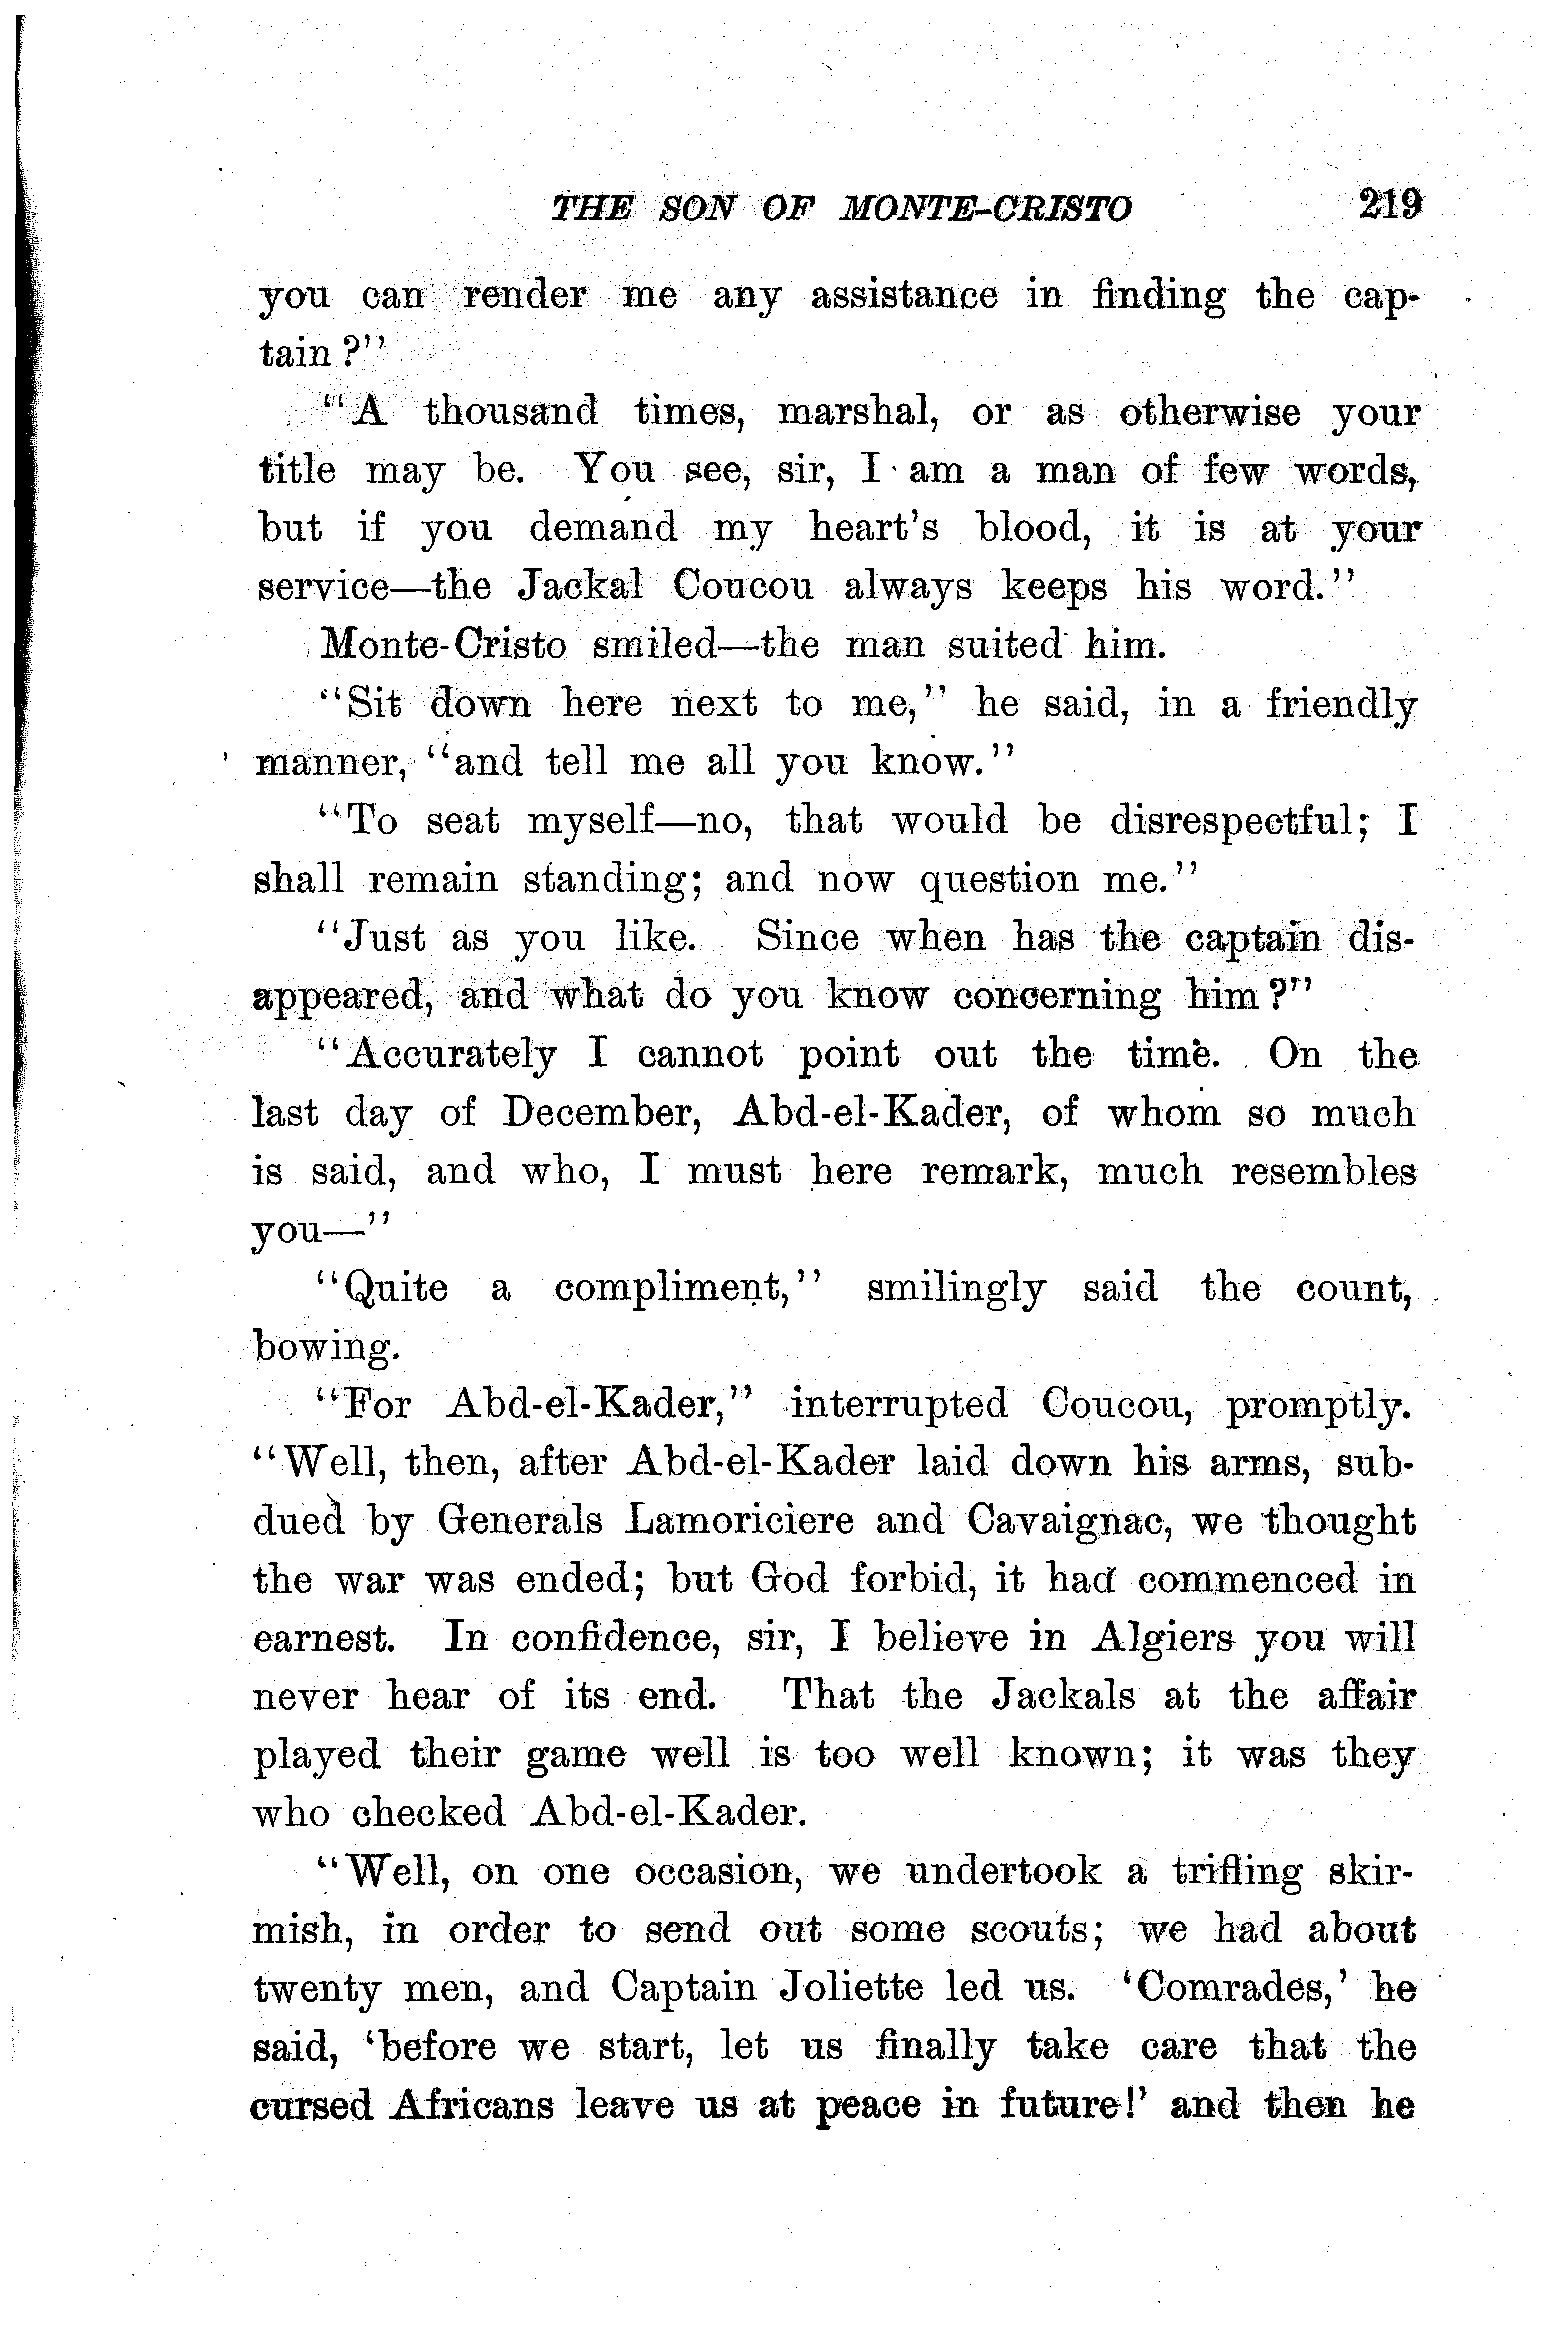 THE SON OF MONTE-CRISTO 219
you can render me any assistance in finding the cap-
tain?"
"A thousand times, marshal, or as otherwise your
title may be. You see, sir, I am a man of few words,
but if you demand my heart's blood, it is at your
service—the Jackal Coucou always keeps his word."
Monte-Cristo smiled—the man suited him.
"Sit down here next to me," he said, in a friendly
manner, "and tell me all you know."
"To seat myself—no, that would be disrespectful; I
shall remain standing; and now question me."
"Just as you like. Since when has the captain dis-
appeared, and what do you know concerning him?"
"Accurately I cannot point out the time. On the
last day of December, Abd-el-Kader, of whom so much
is said, and who, I must here remark, much resembles
you—"
"Quite a compliment," smilingly said the count,
bowing.
"For Abd-el-Kader," interrupted Coucou, promptly.
"Well, then, after Abd-el-Kader laid down his arms, sub-
dued by Generals Lamoriciere and Cavaignac, we thought
the war was ended; but God forbid, it had commenced in
earnest. In confidence, sir, I believe in Algiers you will
never hear of its end. That the Jackals at the affair
played their game well is too well known; it was they
who checked Abd-el-Kader.
"Well, on one occasion, we undertook a trifling skir-
mish, in order to send out some scouts; we had about
twenty men, and Captain Joliette led us. 'Comrades,' he
said, 'before we start, let us finally take care that the
cursed Africans leave us at peace in future!' and then he